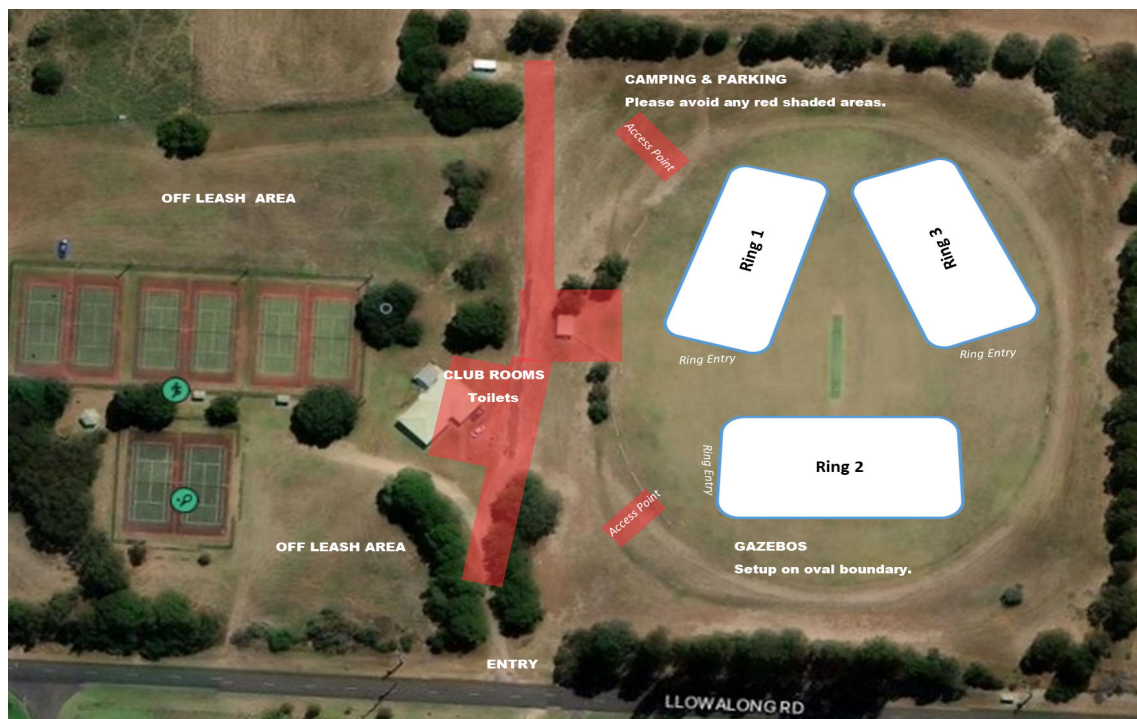 CAMPING & PARKING
Please avoid any red shaded areas.
Access Point
OFF LEASH AREA
Ring 1
Ring 3
Ring Entry
Ring Entry
CLUB ROOMS
Toilets
Ring Entry
Ring 2
Access Point
OFF LEASH AREA
GAZEBOS
Setup on oval boundary.
ENTRY
LLOWALONG RD